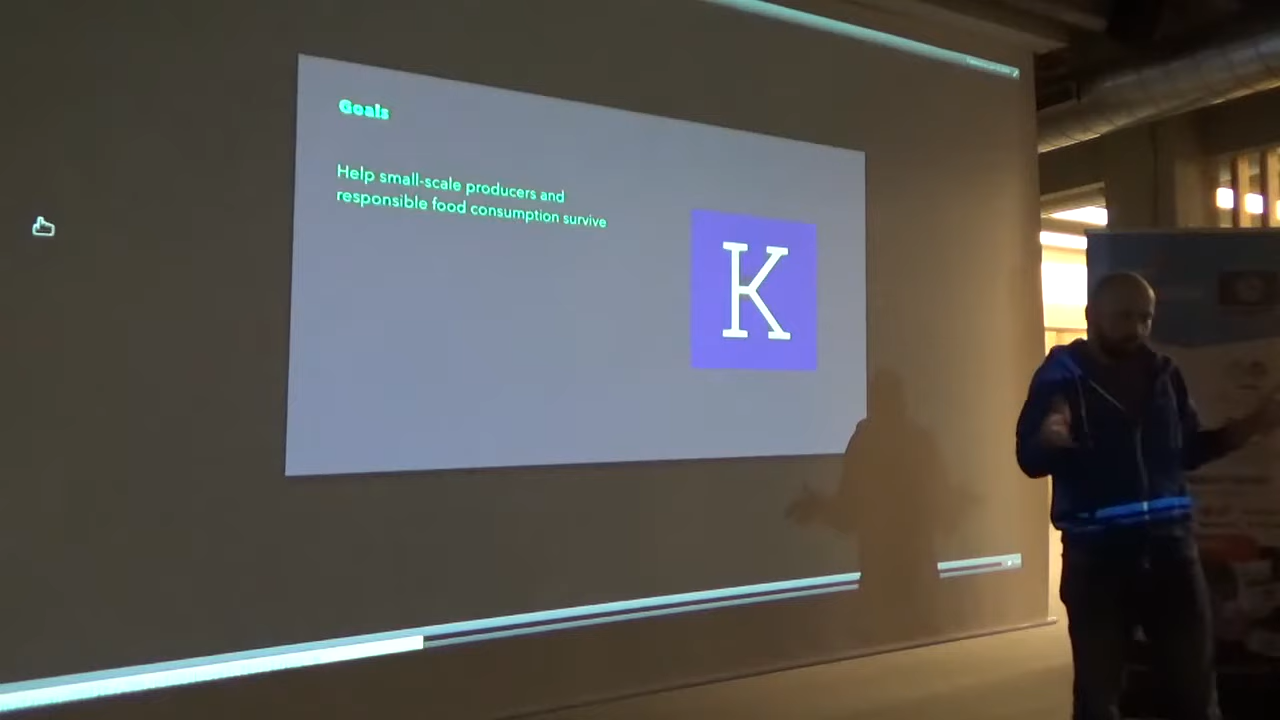 Goals
Help small-scale producers and
responsible food consumption survive
K